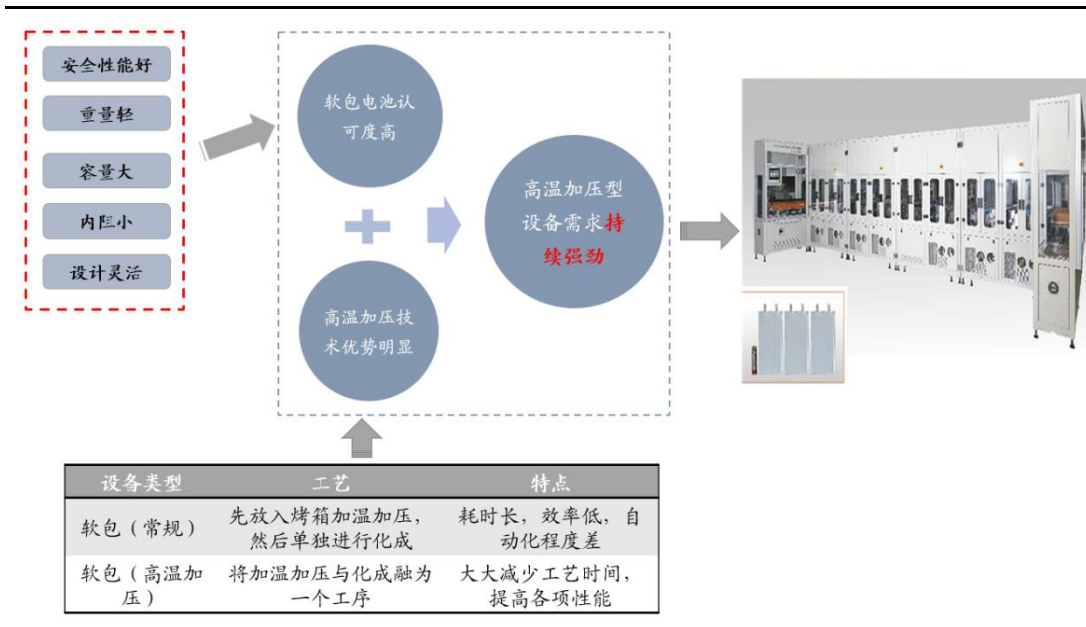 安全性能好
重量轻
容量大
内阻小
设计灵活
软包电池认
可度高
高温加压技
术优势明显
高温加压型
设备需求持
续强劲
设备类型 工艺 特点
软包（常规） 先放入烤箱加温加压， 耗时长，效率低，自
然后单独进行化成 动化程度差
软包（高温加 将加温加压与化成融为 大大减少工艺时间，
压） 一个工序 提高各项性能